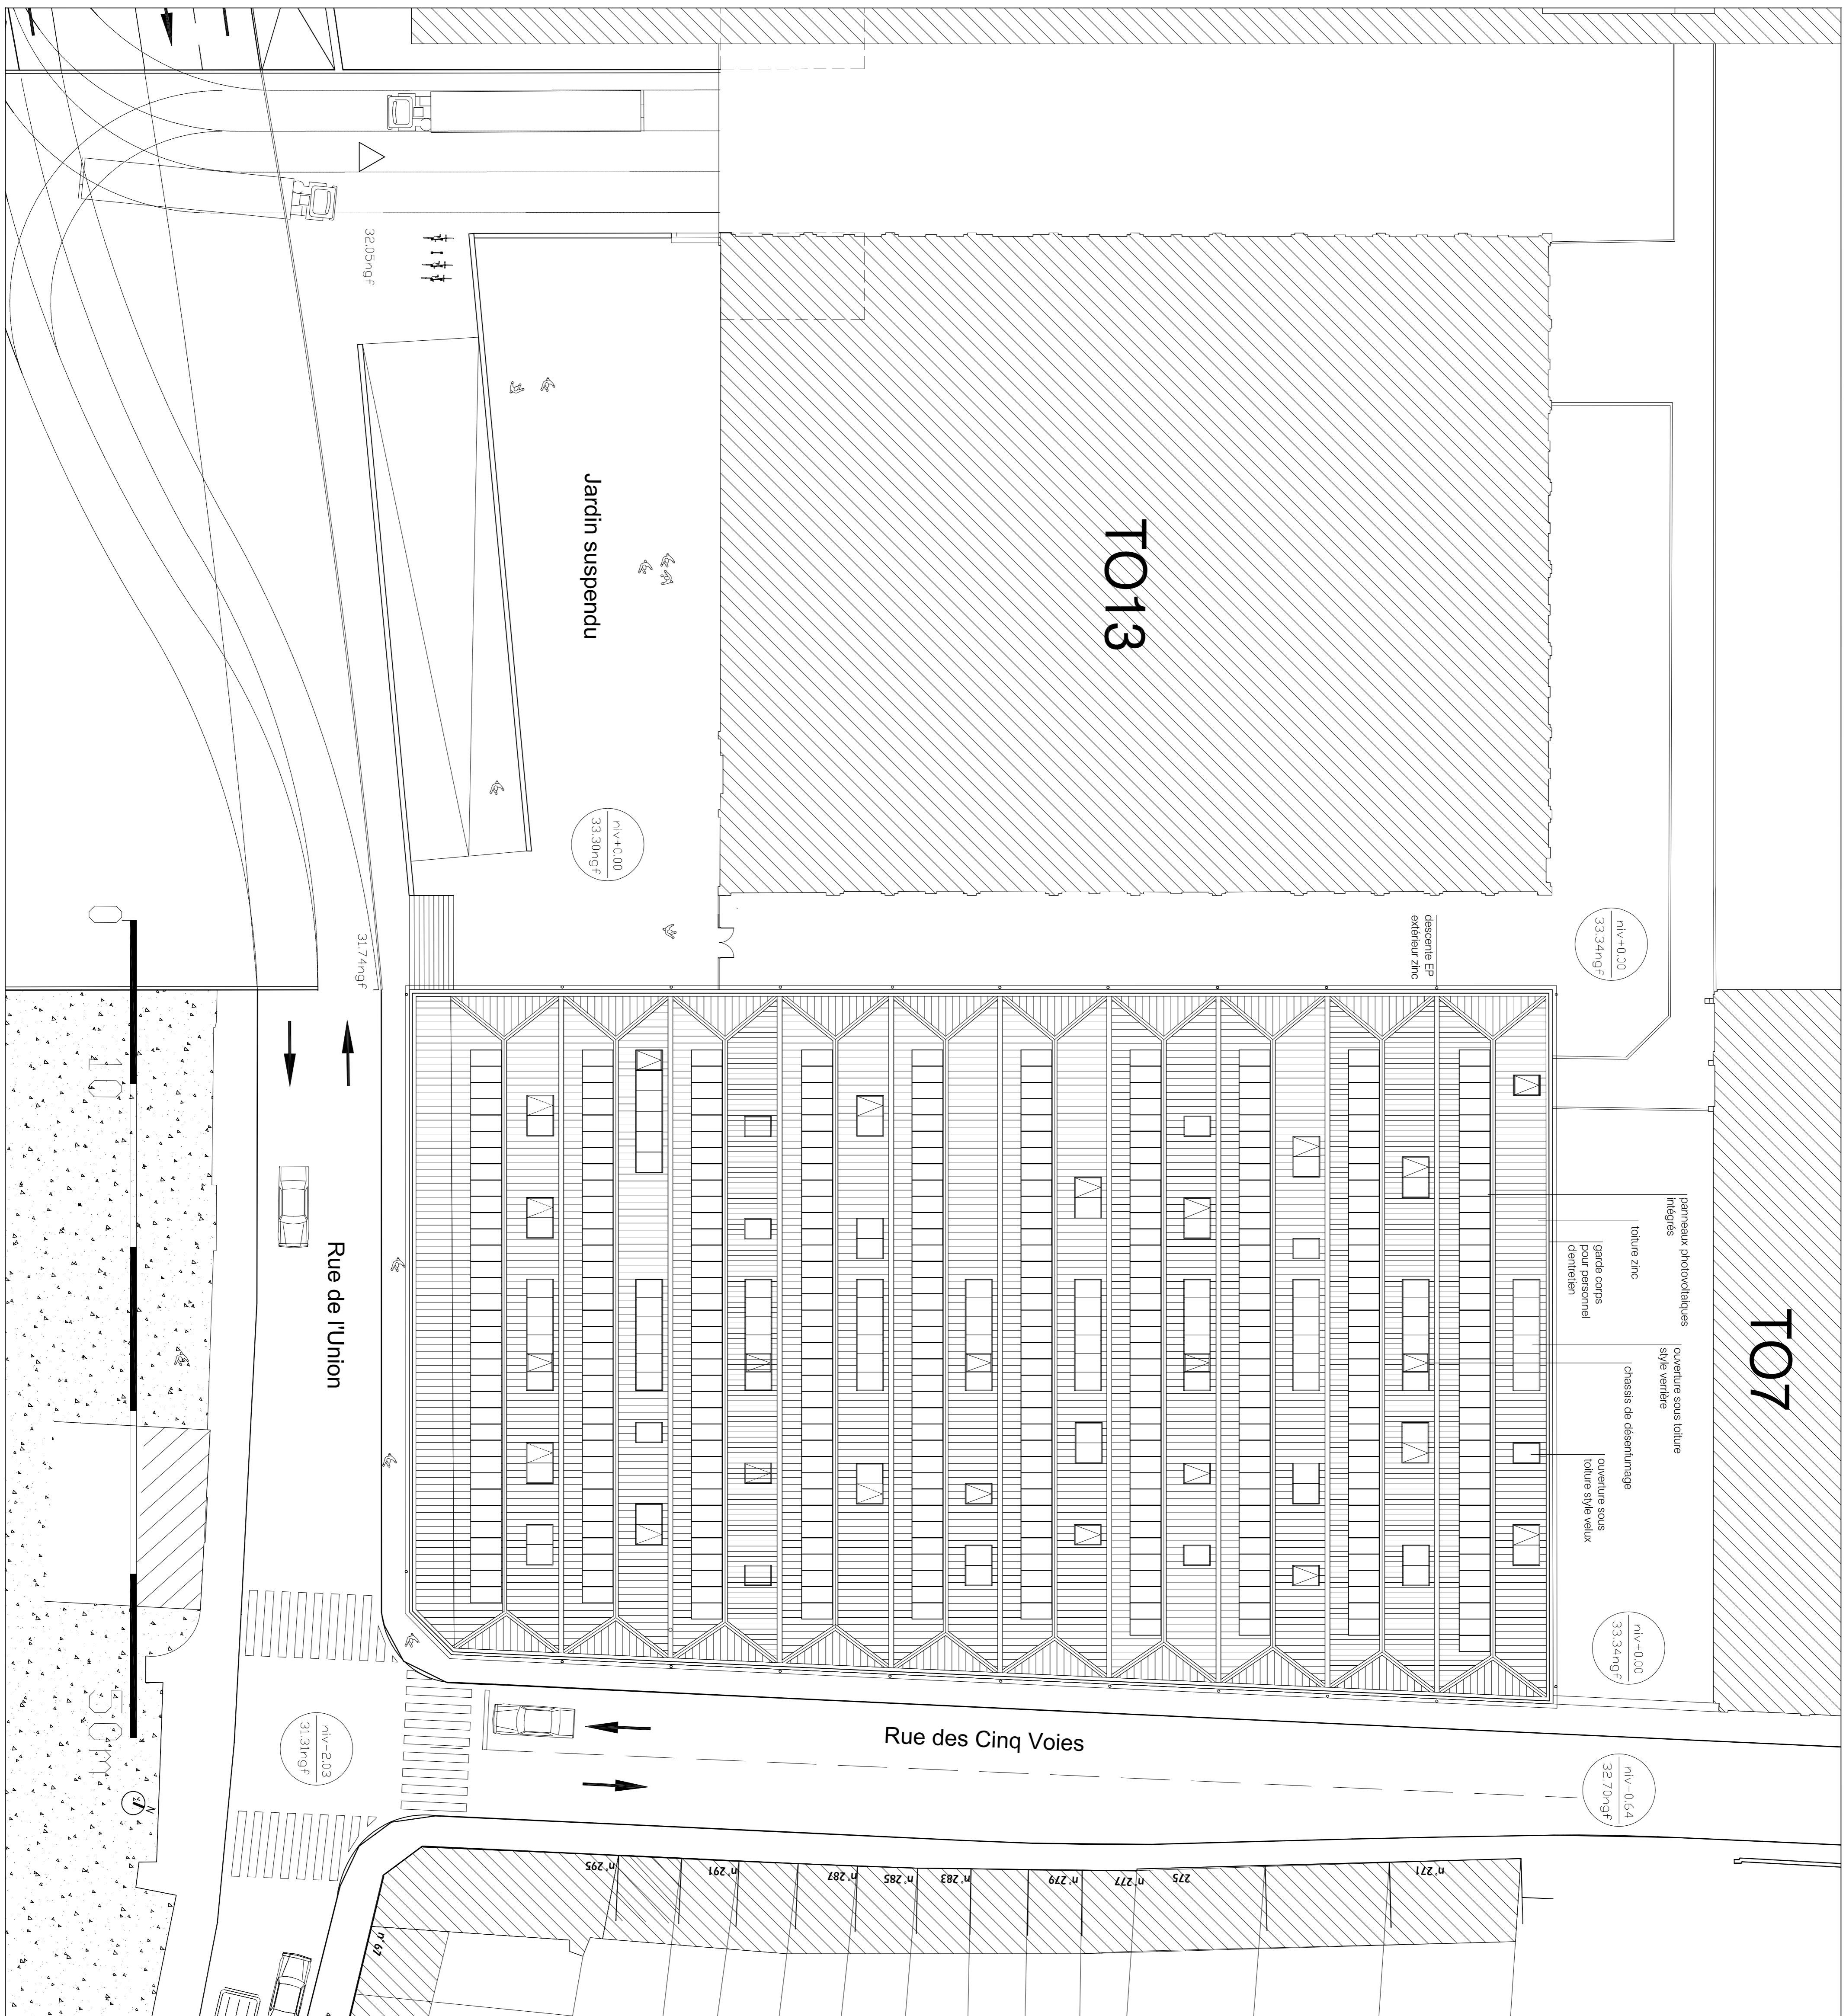 TO13
TO7
Jardin suspendu
32.05ngf
31.74ngf
niv+0.00
33.30ngf
niv+0.00
33.34ngf
descente EP
extérieur zinc
panneaux photovoltaiques
intégrés
toiture zinc
garde corps
pour personnel
d'entretien
ouverture sous toiture
style verrière
chassis de désenfumage
ouverture sous
toiture style velux
niv+0.00
33.34ngf
Rue de l'Union
Rue des Cinq Voies
niv-2.03
31.31ngf
niv-0.64
32.70ngf
0
10
50M
N
n°295
n°291
n°287
n°285
n°283
n°279
n°277
275
n°271
n°67